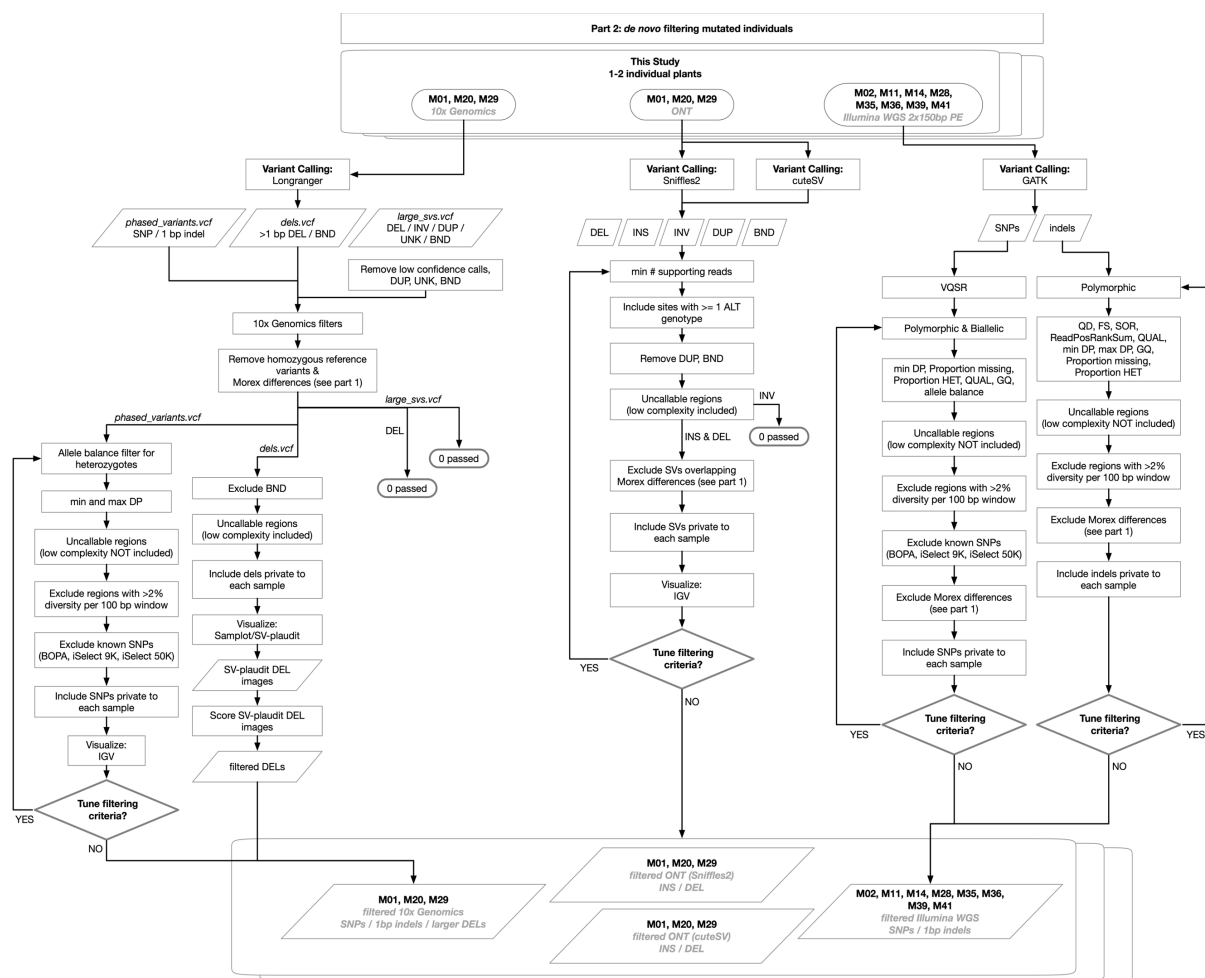 Part 2: de novo filtering mutated individuals
This Study
1-2 individual plants
M01, M20, M29
10x Genomics
M01, M20, M29
ONT
M02, M11, M14, M28,
M35, M36, M39, M41
Illumina WGS 2x150bp PE
Variant Calling:
Longranger
Variant Calling:
Sniffles2
Variant Calling:
cuteSV
Variant Calling:
GATK
phased_variants.vcf
SNP / 1 bp indel
dels.vcf
>1 bp DEL / BND
large_svs.vcf
DEL / INV / DUP /
UNK / BND
DEL
INS
INV
DUP
BND
SNPs
indels
Remove low confidence calls,
DUP, UNK, BND
10x Genomics filters
Remove homozygous reference
variants &
Morex differences (see part 1)
phased_variants.vcf
large_svs.vcf
DEL
dels.vcf
0 passed
0 passed
Allele balance filter for
heterozygotes
min and max DP
Uncallable regions
(low complexity NOT included)
Exclude regions with >2%
diversity per 100 bp window
Exclude known SNPs
(BOPA, iSelect 9K, iSelect 50K)
Include SNPs private to
each sample
Visualize:
IGV
Tune filtering
criteria?
YES
NO
Exclude BND
Uncallable regions
(low complexity included)
Include dels private to
each sample
Visualize:
Samplot/SV-plaudit
SV-plaudit DEL
images
Score SV-plaudit DEL
images
filtered DELs
min # supporting reads
Include sites with >= 1 ALT
genotype
Remove DUP, BND
Uncallable regions
(low complexity included)
INV
0 passed
INS & DEL
Exclude SVs overlapping
Morex differences (see part 1)
Include SVs private to
each sample
Visualize:
IGV
Tune filtering
criteria?
YES
NO
VQSR
Polymorphic & Biallelic
min DP, Proportion missing,
Proportion HET, QUAL, GQ,
allele balance
Uncallable regions
(low complexity NOT included)
Exclude regions with >2%
diversity per 100 bp window
Exclude known SNPs
(BOPA, iSelect 9K, iSelect 50K)
Exclude Morex differences
(see part 1)
Include SNPs private to
each sample
Tune filtering
criteria?
YES
NO
Polymorphic
QD, FS, SOR,
ReadPosRankSum, QUAL,
min DP, max DP, GQ,
Proportion missing,
Proportion HET
Uncallable regions
(low complexity NOT included)
Exclude regions with >2%
diversity per 100 bp window
Exclude Morex differences
(see part 1)
Include indels private to
each sample
Tune filtering
criteria?
YES
NO
M01, M20, M29
filtered 10x Genomics
SNPs / 1bp indels / larger DELs
M01, M20, M29
filtered ONT (Sniffles2)
INS / DEL
M01, M20, M29
filtered ONT (cuteSV)
INS / DEL
M02, M11, M14, M28, M35, M36,
M39, M41
filtered Illumina WGS
SNPs / 1bp indels